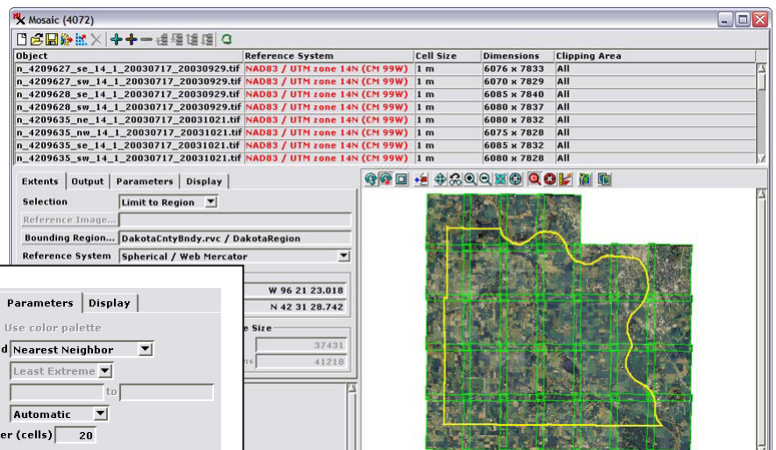 Mosaic (4072)
Object Reference System Cell Size Dimensions Clipping Area
n_4209627_se_14_1_20030717_20030929.tif NAD83 / UTM zone 14N (CM 99W) 1 m 6076 x 7833 All
n_4209627_sw_14_1_20030717_20030929.tif NAD83 / UTM zone 14N (CM 99W) 1 m 6070 x 7829 All
n_4209628_se_14_1_20030717_20030929.tif NAD83 / UTM zone 14N (CM 99W) 1 m 6085 x 7840 All
n_4209628_sw_14_1_20030717_20030929.tif NAD83 / UTM zone 14N (CM 99W) 1 m 6080 x 7837 All
n_4209635_ne_14_1_20030717_20031021.tif NAD83 / UTM zone 14N (CM 99W) 1 m 6080 x 7832 All
n_4209635_nw_14_1_20030717_20031021.tif NAD83 / UTM zone 14N (CM 99W) 1 m 6075 x 7828 All
n_4209635_se_14_1_20030717_20031021.tif NAD83 / UTM zone 14N (CM 99W) 1 m 6085 x 7832 All
n_4209635_sw_14_1_20030717_20031021.tif NAD83 / UTM zone 14N (CM 99W) 1 m 6080 x 7828 All
Extents Output Parameters Display
Selection Limit to Region
Reference Image...
Bounding Region... DakotaCntyBndy.rvc / DakotaRegion
Reference System Spherical / Web Mercator
W 96 21 23.018
N 42 31 28.742
e Size
37431
ns 41218
Parameters Display
Use color palette
d Nearest Neighbor
Least Extreme
to
Automatic
er (cells) 20